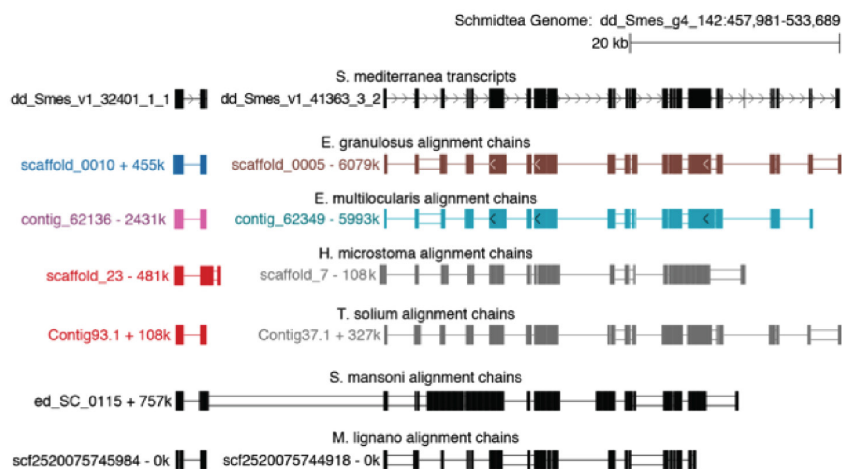 Schmidtea Genome: dd_Smes_g4_142:457,981-533,689
20 kb
S. mediterranea transcripts
dd_Smes_v1_32401_1_1 dd_Smes_v1_41363_3_2
E. granulosus alignment chains
scaffold_0010 + 455k scaffold_0005 - 6079k
E. multilocularis alignment chains
contig_62136 - 2431k contig_62349 - 5993k
H. microstoma alignment chains
scaffold_23 - 481k scaffold_7 - 108k
T. solium alignment chains
Contig93.1 + 108k Contig37.1 + 327k
S. mansoni alignment chains
ed_SC_0115 + 757k
M. lignano alignment chains
scf2520075745984 - 0k scf2520075744918 - 0k